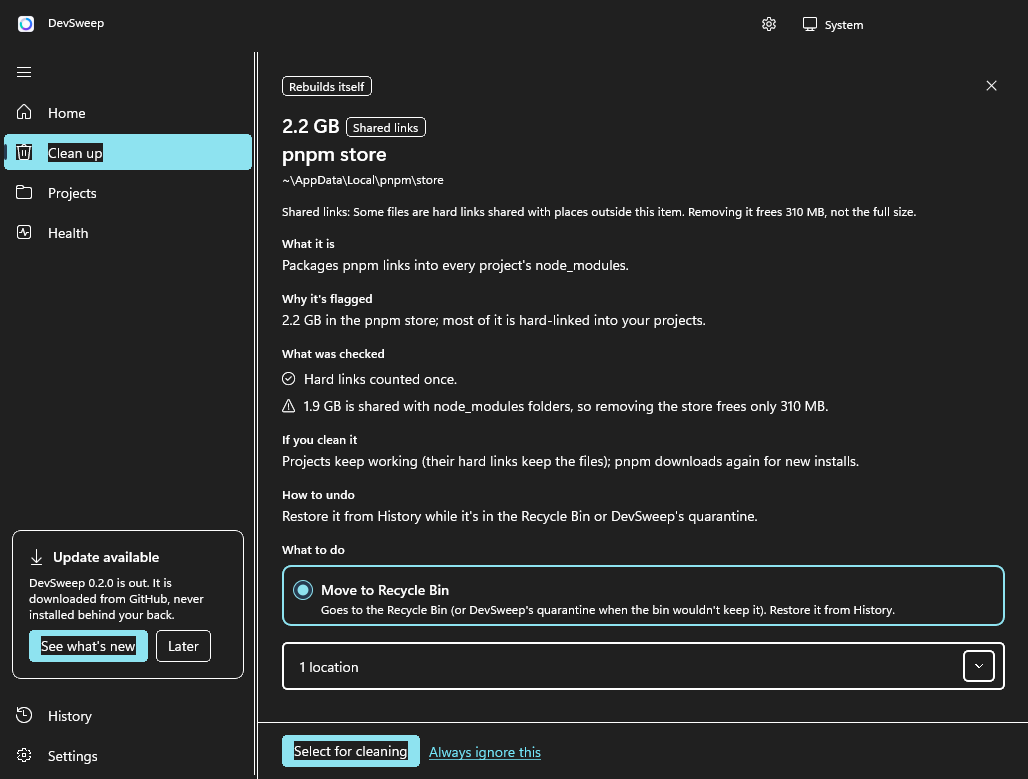 DevSweep
System
Home
Clean up
Projects
Health
Update available
DevSweep 0.2.0 is out. It is
downloaded from GitHub, never
installed behind your back.
See what's new
Later
History
Settings
Rebuilds itself
2.2 GB Shared links
pnpm store
~\AppData\Local\pnpm\store
Shared links: Some files are hard links shared with places outside this item. Removing it frees 310 MB, not the full size.
What it is
Packages pnpm links into every project's node_modules.
Why it's flagged
2.2 GB in the pnpm store; most of it is hard-linked into your projects.
What was checked
Hard links counted once.
1.9 GB is shared with node_modules folders, so removing the store frees only 310 MB.
If you clean it
Projects keep working (their hard links keep the files); pnpm downloads again for new installs.
How to undo
Restore it from History while it's in the Recycle Bin or DevSweep's quarantine.
What to do
Move to Recycle Bin
Goes to the Recycle Bin (or DevSweep's quarantine when the bin wouldn't keep it). Restore it from History.
1 location
Select for cleaning
Always ignore this